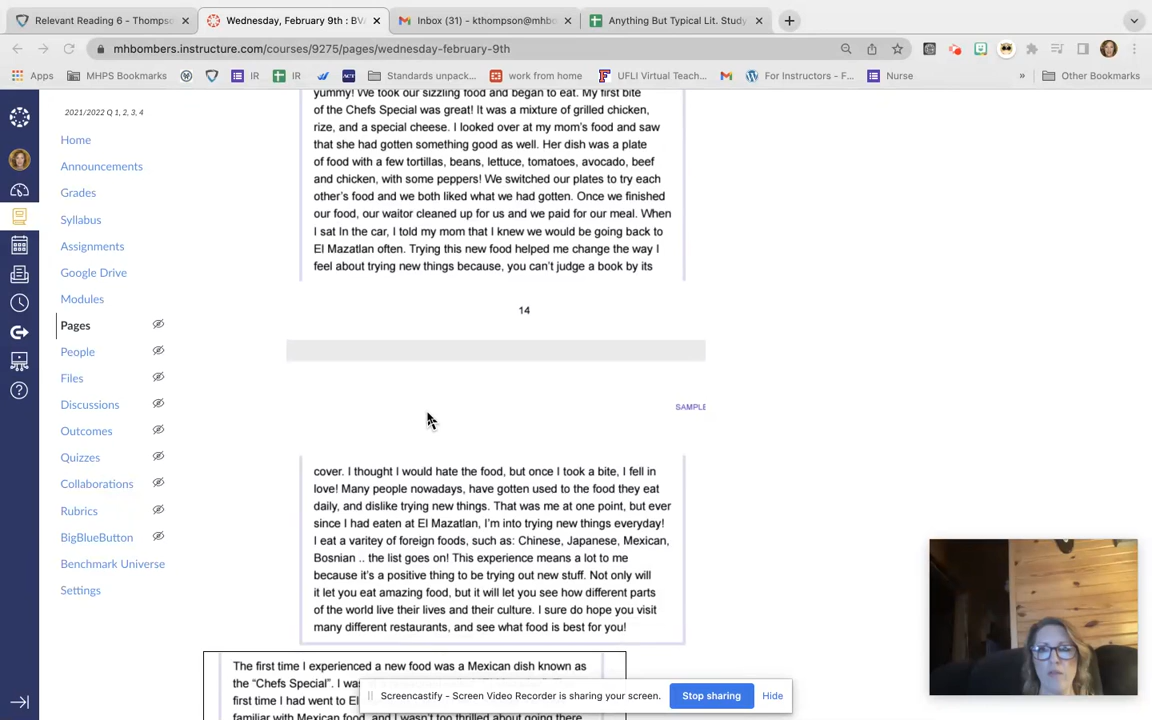 Relevant Reading 6 - Thomps
Wednesday, February 9th : BVA
Inbox (31) - kthompson@mhbo
Anything But Typical Lit. Study
mhbombers.instructure.com/courses/9275/pages/wednesday-february-9th
Apps
MHPS Bookmarks
IR
IR
ACT
Standards unpack...
work from home
UFLI Virtual Teach...
For Instructors - F...
Nurse
»
Other Bookmarks
2021/2022 Q 1, 2, 3, 4
Home
Announcements
Grades
Syllabus
Assignments
Google Drive
Modules
Pages
People
Files
Discussions
Outcomes
Quizzes
Collaborations
Rubrics
BigBlueButton
Benchmark Universe
Settings
yummy! We took our sizzling food and began to eat. My first bite
of the Chefs Special was great! It was a mixture of grilled chicken,
rize, and a special cheese. I looked over at my mom's food and saw
that she had gotten something good as well. Her dish was a plate
of food with a few tortillas, beans, lettuce, tomatoes, avocado, beef
and chicken, with some peppers! We switched our plates to try each
other's food and we both liked what we had gotten. Once we finished
our food, our waitor cleaned up for us and we paid for our meal. When
I sat In the car, I told my mom that I knew we would be going back to
El Mazatlan often. Trying this new food helped me change the way I
feel about trying new things because, you can't judge a book by its
14
SAMPLE
cover. I thought I would hate the food, but once I took a bite, I fell in
love! Many people nowadays, have gotten used to the food they eat
daily, and dislike trying new things. That was me at one point, but ever
since I had eaten at El Mazatlan, I'm into trying new things everyday!
I eat a varitey of foreign foods, such as: Chinese, Japanese, Mexican,
Bosnian .. the list goes on! This experience means a lot to me
because it's a positive thing to be trying out new stuff. Not only will
it let you eat amazing food, but it will let you see how different parts
of the world live their lives and their culture. I sure do hope you visit
many different restaurants, and see what food is best for you!
The first time I experienced a new food was a Mexican dish known as
the "Chefs Special". I was
first time I had went to El
familiar with Mexican food, and I wasn't too thrilled about going there
Screencastify - Screen Video Recorder is sharing your screen.
Stop sharing
Hide